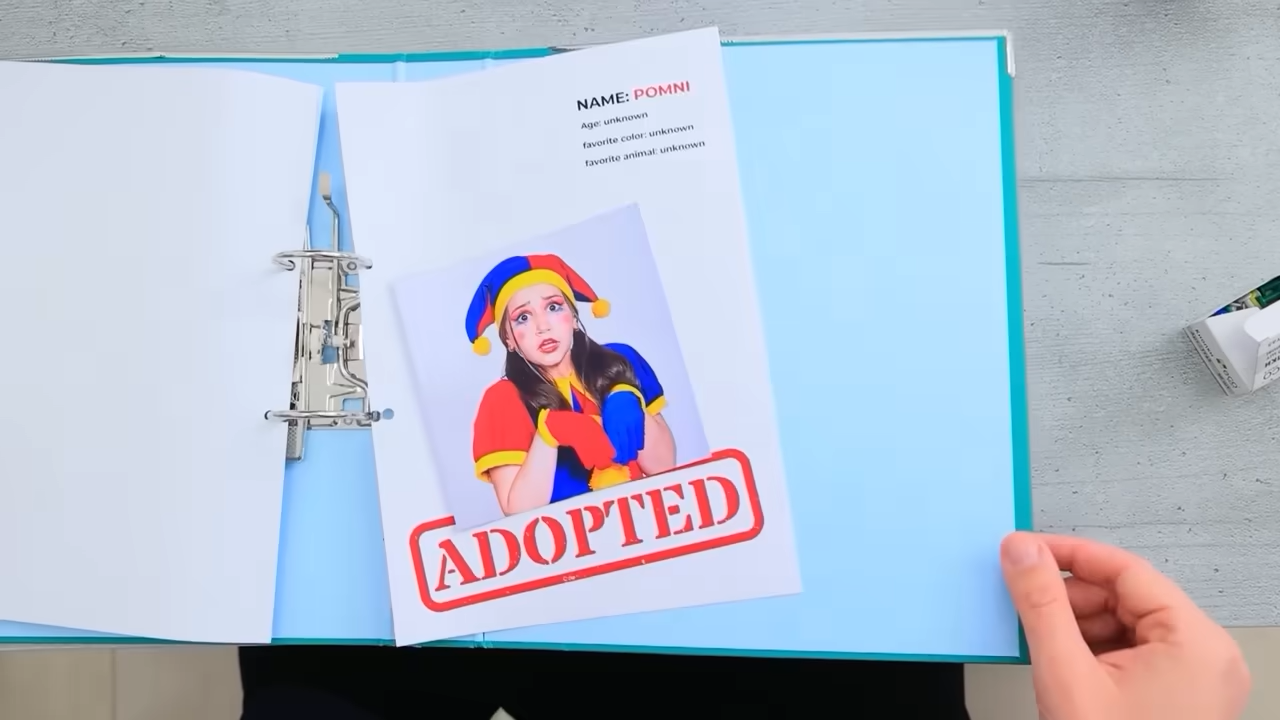 NAME: POMNI
Age: unknown
favorite color: unknown
favorite animal: unknown
ADOPTED